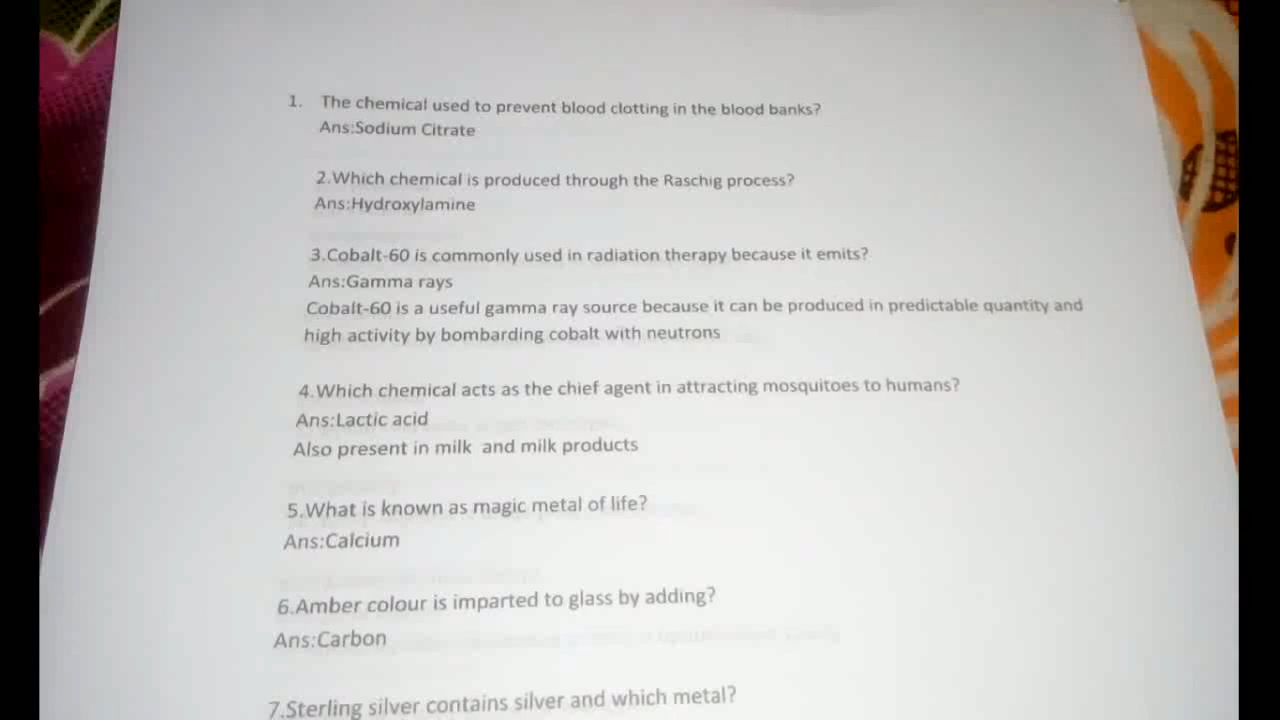 1. The chemical used to prevent blood clotting in the blood banks?
Ans:Sodium Citrate
2.Which chemical is produced through the Raschig process?
Ans:Hydroxylamine
3.Cobalt-60 is commonly used in radiation therapy because it emits?
Ans:Gamma rays
Cobalt-60 is a useful gamma ray source because it can be produced in predictable quantity and
high activity by bombarding cobalt with neutrons
4.Which chemical acts as the chief agent in attracting mosquitoes to humans?
Ans:Lactic acid
Also present in milk and milk products
5.What is known as magic metal of life?
Ans:Calcium
6.Amber colour is imparted to glass by adding?
Ans:Carbon
7.Sterling silver contains silver and which metal?